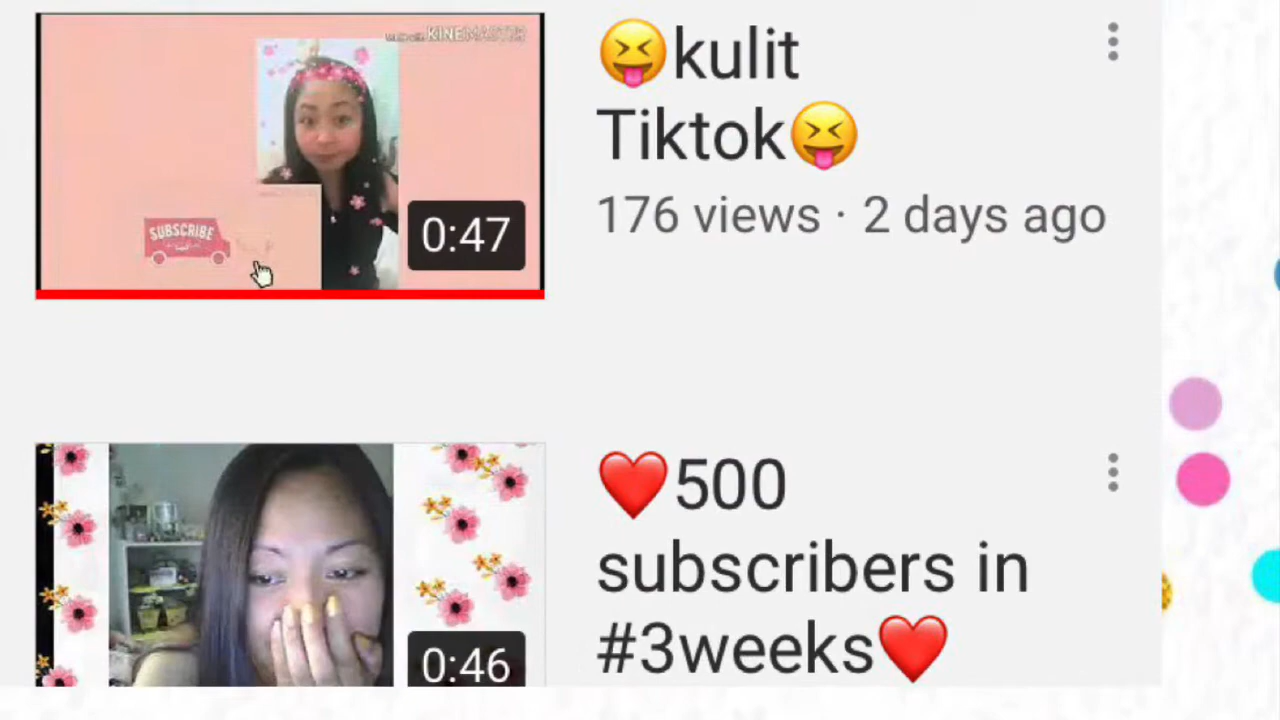 KINEMASTER
😝kulit
Tiktok😝
176 views · 2 days ago
SUBSCRIBE
0:47
❤️500
subscribers in
#3weeks❤️
0:46